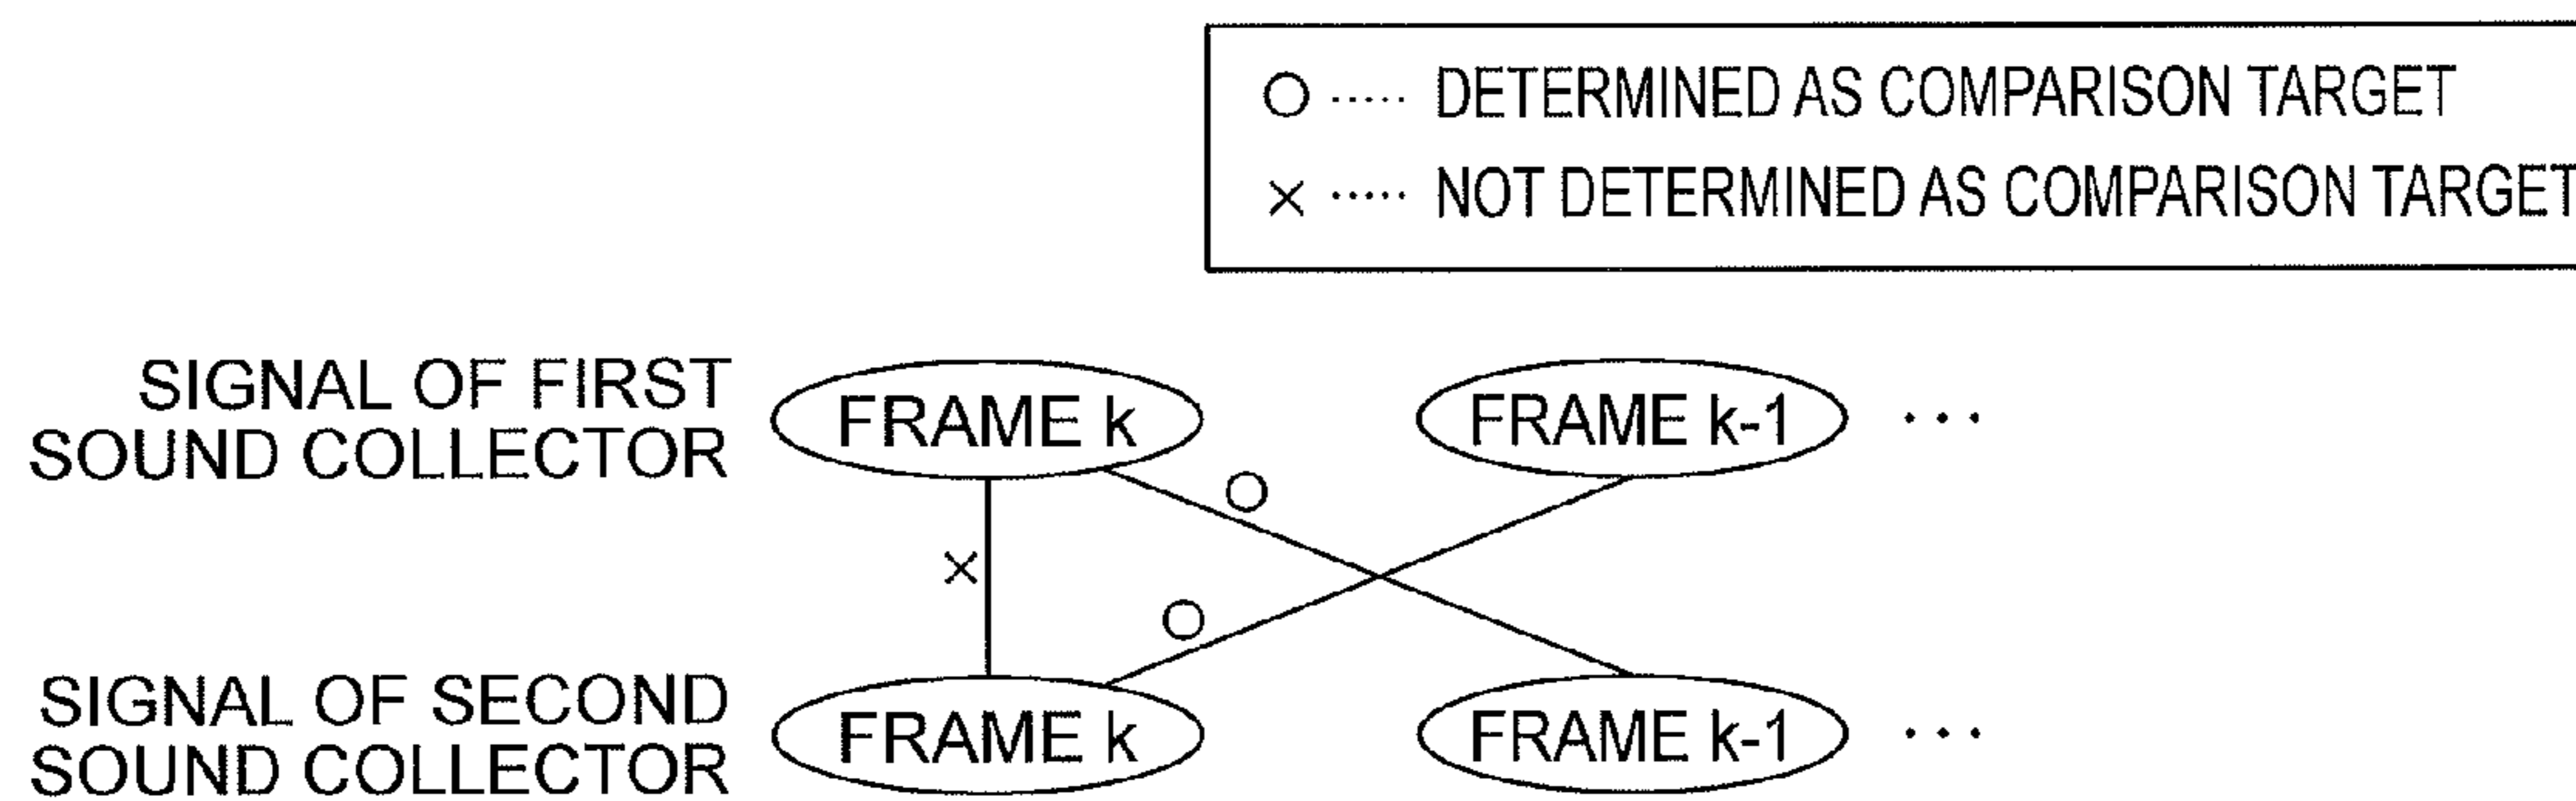 ○ ····· DETERMINED AS COMPARISON TARGET
× ····· NOT DETERMINED AS COMPARISON TARGET
SIGNAL OF FIRST
SOUND COLLECTOR
FRAME k
FRAME k-1
···
○
×
○
SIGNAL OF SECOND
SOUND COLLECTOR
FRAME k
FRAME k-1
···